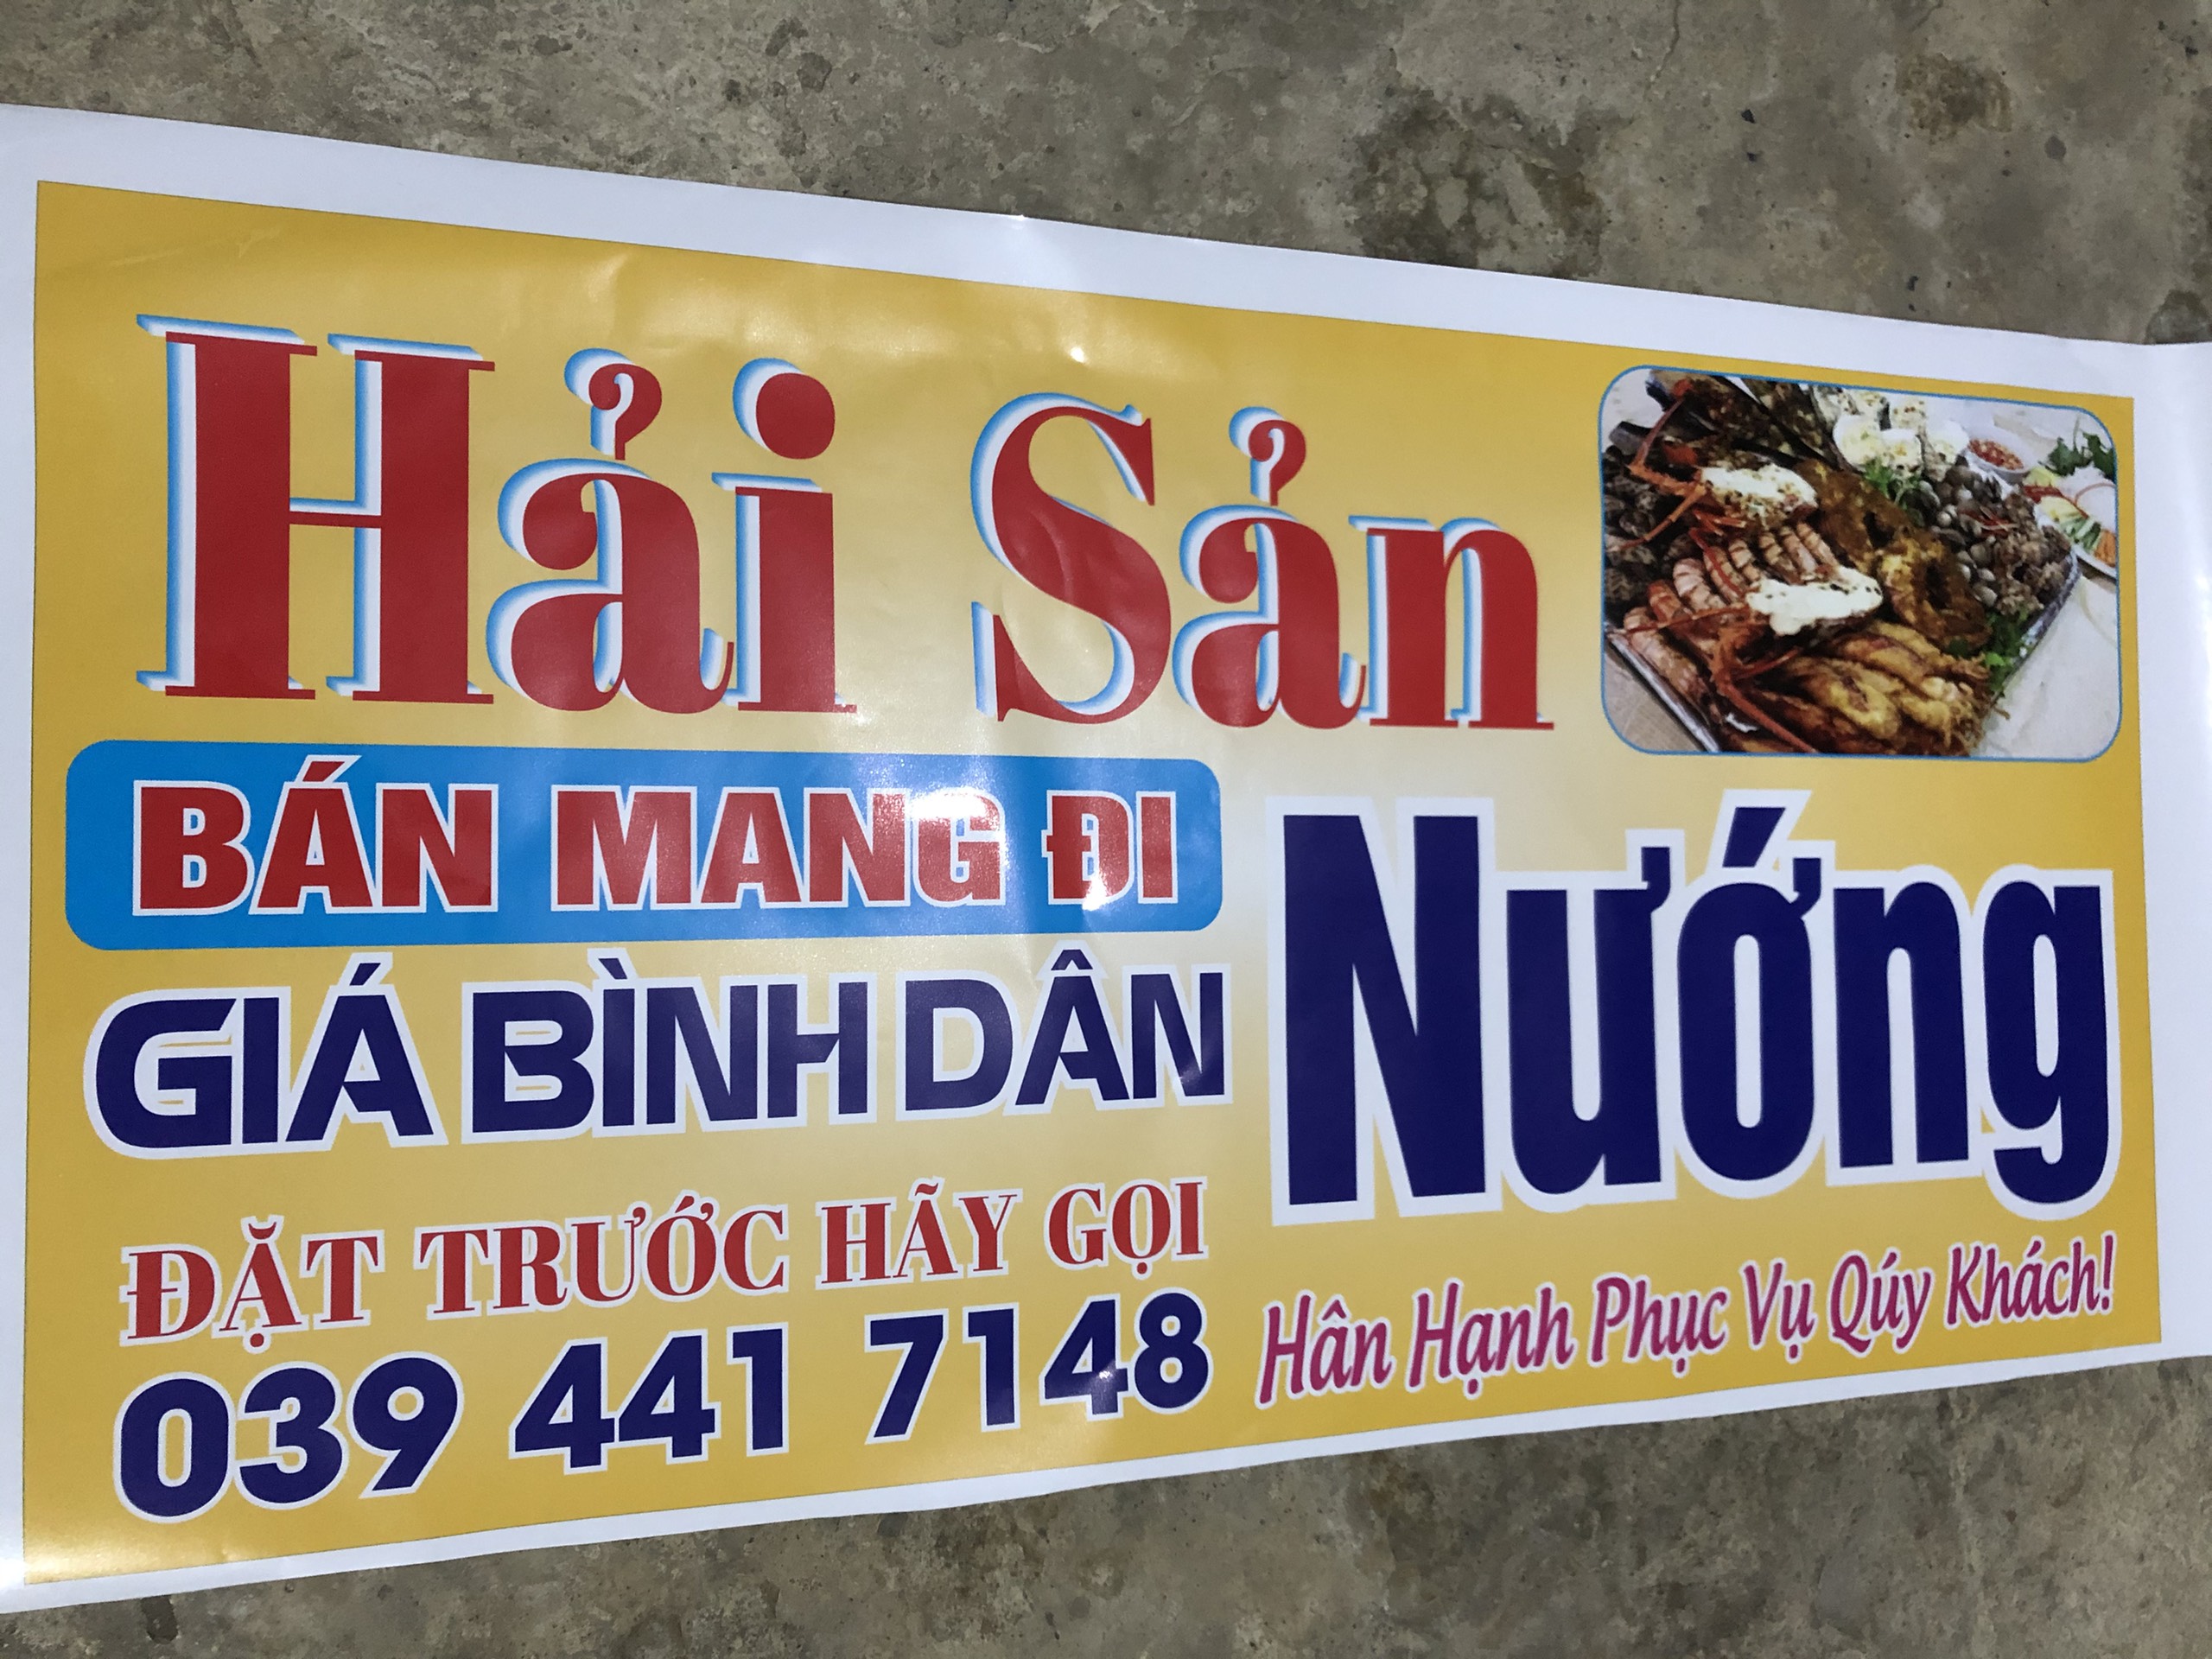 Hải Sản
BÁN MANG ĐI
Nướng
GIÁ BÌNH DÂN
ĐẶT TRƯỚC HÃY GỌI
039 441 7148
Hân Hạnh Phục Vụ Qúy Khách!